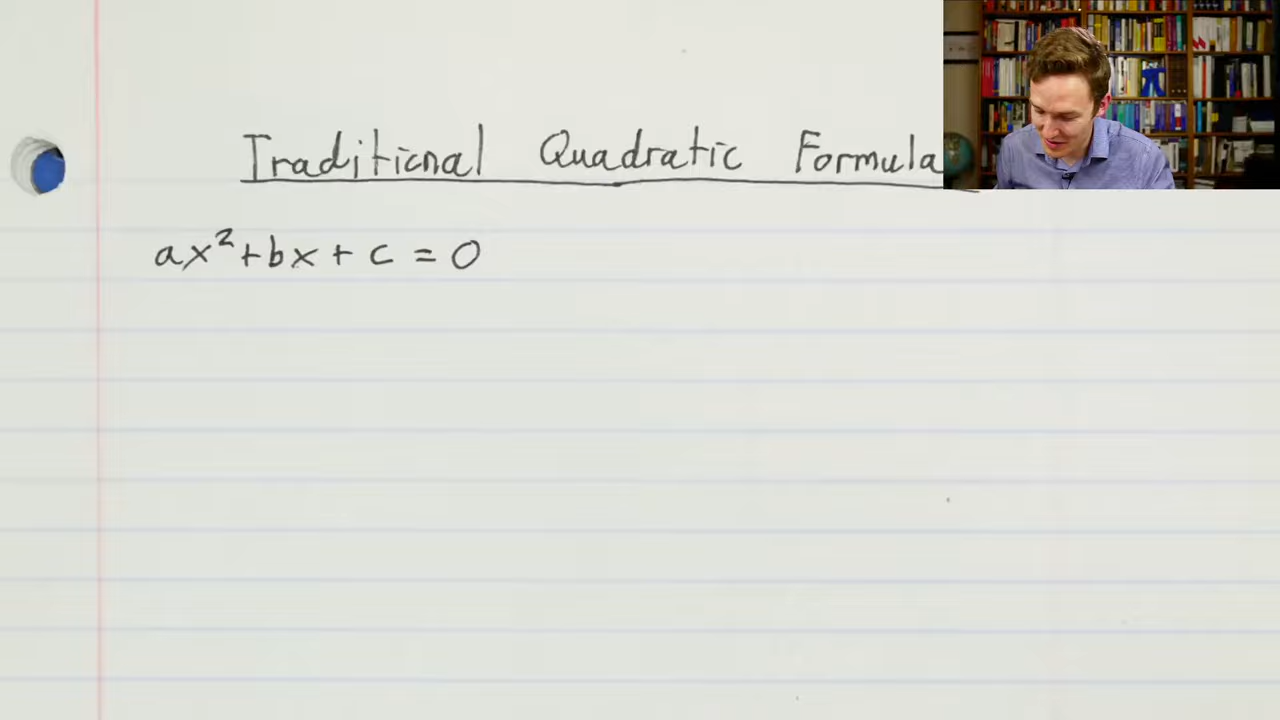 Traditional Quadratic Formula
ax²+bx + c = 0